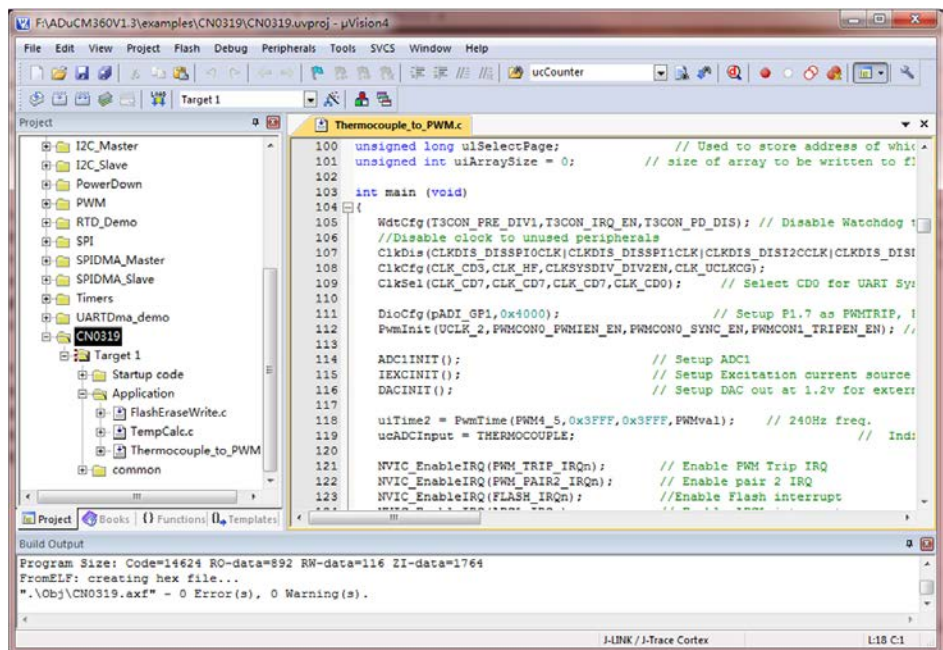 F:\ADuCM360V1.3\examples\CN0319\CN0319.uvproj - µVision4
File Edit View Project Flash Debug Peripherals Tools SVCS Window Help
ucCounter
Target 1
Project
I2C_Master
I2C_Slave
PowerDown
PWM
RTD_Demo
SPI
SPIDMA_Master
SPIDMA_Slave
Timers
UARTDma_demo
CN0319
Target 1
Startup code
Application
FlashEraseWrite.c
TempCalc.c
Thermocouple_to_PWM
common
Project Books Functions Templates
Thermocouple_to_PWM.c
100 unsigned long ulSelectPage; // Used to store address of whic
101 unsigned int uiArraySize = 0; // size of array to be written to fl
102
103 int main (void)
104 {
105 WdtCfg(T3CON_PRE_DIV1,T3CON_IRQ_EN,T3CON_PD_DIS); // Disable Watchdog t
106 //Disable clock to unused peripherals
107 ClkDis(CLKDIS_DISSPI0CLK|CLKDIS_DISSPI1CLK|CLKDIS_DISI2CCLK|CLKDIS_DISI
108 ClkCfg(CLK_CD3,CLK_HF,CLKSYSDIV_DIV2EN,CLK_UCLKCG);
109 ClkSel(CLK_CD7,CLK_CD7,CLK_CD7,CLK_CD0); // Select CD0 for UART Sys
110
111 DioCfg(pADI_GP1,0x4000); // Setup P1.7 as PWMTRIP,
112 PwmInit(UCLK_2,PWMCON0_PWMIEN_EN,PWMCON0_SYNC_EN,PWMCON1_TRIPEN_EN); //
113
114 ADC1INIT(); // Setup ADC1
115 IEXCINIT(); // Setup Excitation current source
116 DACINIT(); // Setup DAC out at 1.2v for extern
117
118 uiTime2 = PwmTime(PWM4_5,0x3FFF,0x3FFF,PWMval); // 240Hz freq.
119 ucADCInput = THERMOCOUPLE; // Indi
120
121 NVIC_EnableIRQ(PWM_TRIP_IRQn); // Enable PWM Trip IRQ
122 NVIC_EnableIRQ(PWM_PAIR2_IRQn); // Enable pair 2 IRQ
123 NVIC_EnableIRQ(FLASH_IRQn); //Enable Flash interrupt
Build Output
Program Size: Code=14624 RO-data=892 RW-data=116 ZI-data=1764
FromELF: creating hex file...
".\Obj\CN0319.axf" - 0 Error(s), 0 Warning(s).
J-LINK / J-Trace Cortex L:18 C:1